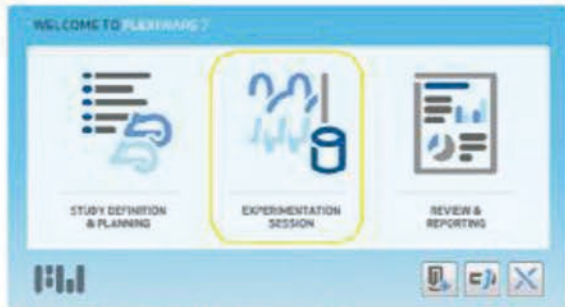 WELCOME TO FLEXIWARE 7
STUDY DEFINITION
& PLANNING
EXPERIMENTATION
SESSION
REVIEW &
REPORTING